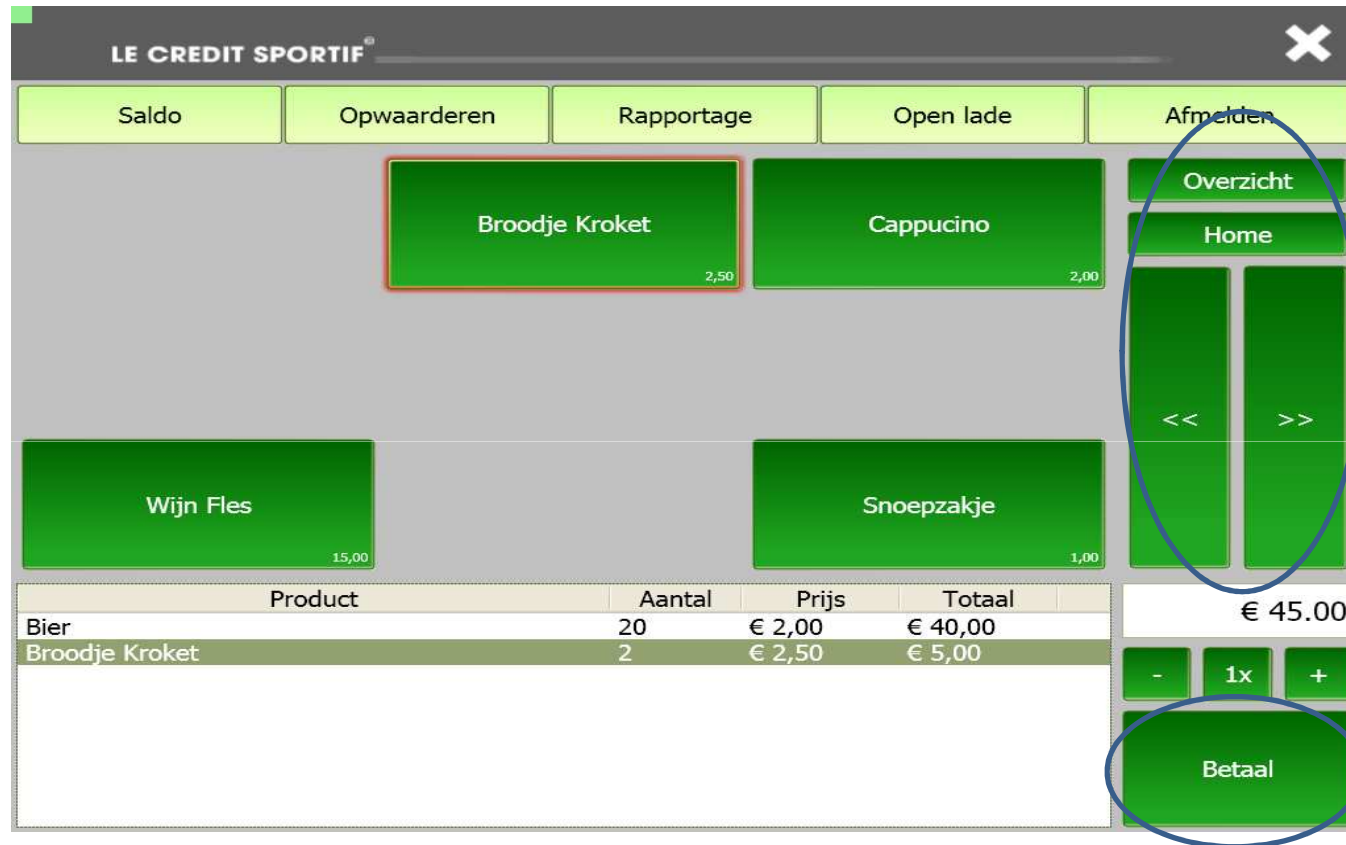 LE CREDIT SPORTIF®
Saldo Opwaarderen Rapportage Open lade Afmelden
Overzicht
Home
Broodje Kroket
2,50
Cappucino
2,00
<< >>
Wijn Fles
15,00
Snoepzakje
1,00
Product Aantal Prijs Totaal
Bier 20 € 2,00 € 40,00
Broodje Kroket 2 € 2,50 € 5,00
€ 45.00
- 1x +
Betaal